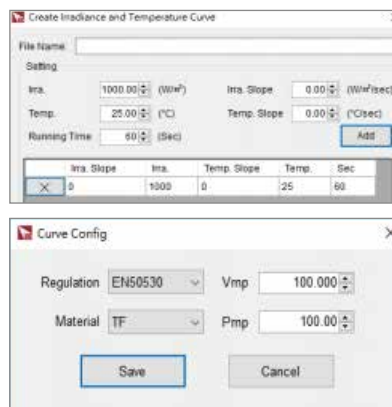 Create Irradiance and Temperature Curve
File Name
Setting
Irra. 1000.00 (W/m²) Irra. Slope 0.00 (W/m²/sec)
Temp. 25.00 (°C) Temp. Slope 0.00 (°C/sec)
Running Time 60 (Sec) Add
Irra. Slope Irra. Temp. Slope Temp. Sec
X 0 1000 0 25 60
Curve Config
Regulation EN50530 Vmp 100.000
Material TF Pmp 100.00
Save Cancel